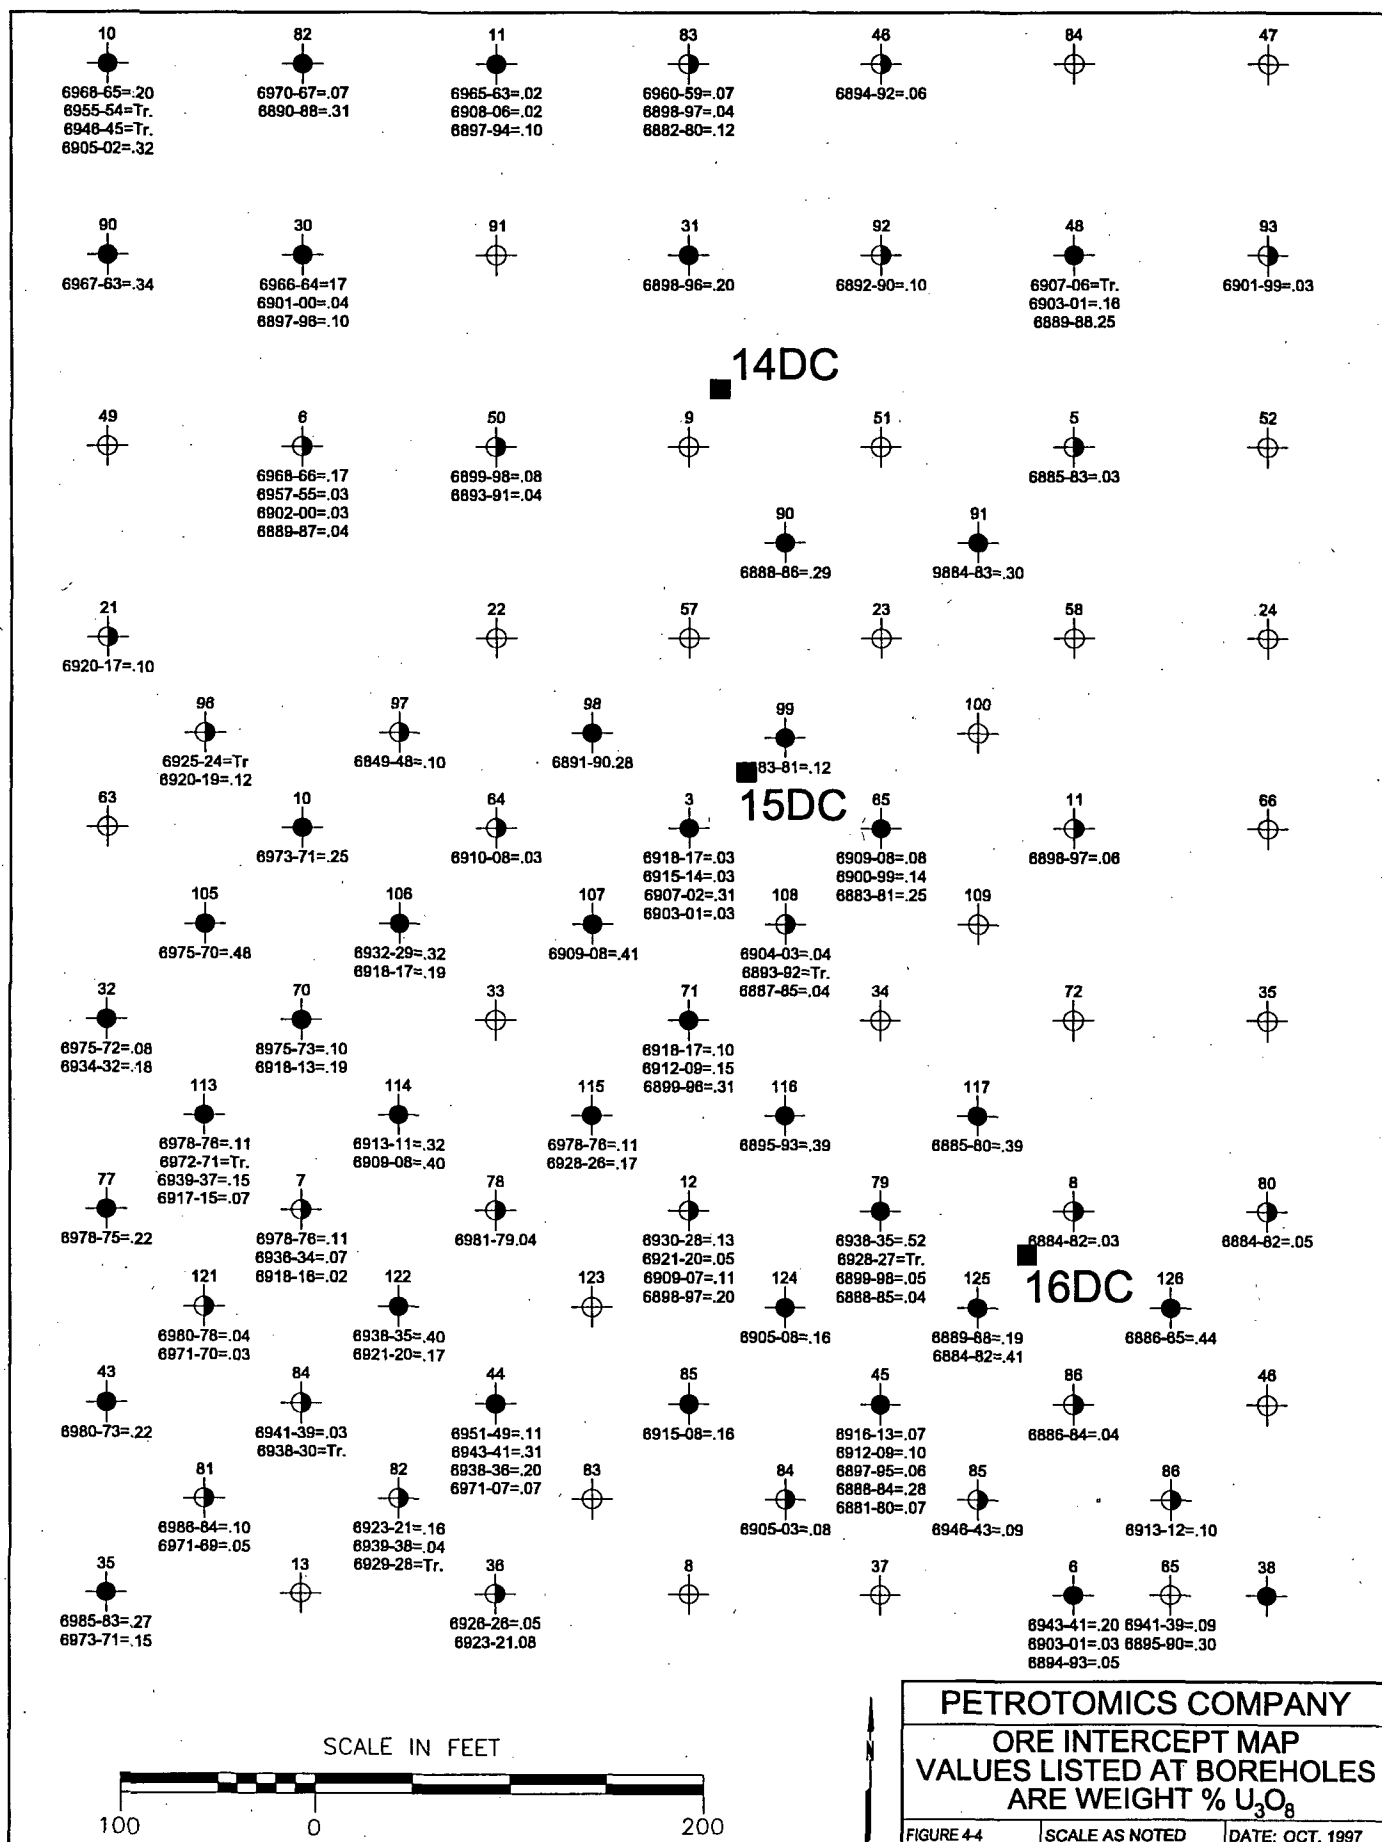 10 82 11 83 46 84 47
6968-65=.20 6970-67=.07 6965-63=.02 6960-59=.07 6894-92=.06
6955-54=Tr. 6890-88=.31 6908-06=.02 6898-97=.04
6946-45=Tr. 6897-94=.10 6882-80=.12
6905-02=.32
90 30 91 31 92 48 93
6967-63=.34 6966-64=17 6898-96=.20 6892-90=.10 6907-06=Tr. 6901-99=.03
6901-00=.04 6903-01=.16
6897-96=.10 6889-88.25
14DC
49 6 50 9 51 5 52
6968-66=.17 6899-98=.08 6885-83=.03
6957-55=.03 6893-91=.04
6902-00=.03
6889-87=.04
90 91
6888-86=.29 9884-83=.30
21 22 57 23 58 24
6920-17=.10
96 97 98 99 100
6925-24=Tr 6849-48=.10 6891-90.28 883-81=.12
6920-19=.12
15DC
63 10 64 3 65 11 66
6973-71=.25 6910-08=.03 6918-17=.03 6909-08=.08 6898-97=.06
6915-14=.03 6900-99=.14
6907-02=.31 6883-81=.25
6903-01=.03
105 106 107 108 109
6975-70=.48 6932-29=.32 6909-08=.41 6904-03=.04
6918-17=.19 6893-92=Tr.
6887-85=.04
32 70 33 71 34 72 35
6975-72=.08 8975-73=.10 6918-17=.10
6934-32=.18 6918-13=.19 6912-09=.15
6899-96=.31
113 114 115 116 117
6978-76=.11 6913-11=.32 6978-76=.11 6895-93=.39 6885-80=.39
6972-71=Tr. 6909-08=.40 6928-26=.17
6939-37=.15
6917-15=.07
77 7 78 12 79 8 80
6978-75=.22 6978-76=.11 6981-79.04 6930-28=.13 6938-35=.52 6884-82=.03 6884-82=.05
6936-34=.07 6921-20=.05 6928-27=Tr.
6918-16=.02 6909-07=.11 6899-98=.05
6898-97=.20 6888-85=.04
16DC
121 122 123 124 125 126
6980-78=.04 6938-35=.40 6905-08=.16 6889-88=.19 6886-85=.44
6971-70=.03 6921-20=.17 6884-82=.41
43 84 44 85 45 86 46
6980-73=.22 6941-39=.03 6951-49=.11 6915-08=.16 6916-13=.07 6886-84=.04
6938-30=Tr. 6943-41=.31 6912-09=.10
6938-36=.20 6897-95=.06
6971-07=.07 6886-84=.28
6881-80=.07
81 82 83 84 85 86
6986-84=.10 6923-21=.16 6905-03=.08 6946-43=.09 6913-12=.10
6971-69=.05 6939-38=.04
6929-28=Tr.
35 13 36 8 37 6 65 38
6985-83=.27 6926-26=.05 6943-41=.20 6941-39=.09
6973-71=.15 6923-21.08 6903-01=.03 6895-90=.30
6894-93=.05
SCALE IN FEET
100 0 200
N
PETROTOMICS COMPANY
ORE INTERCEPT MAP
VALUES LISTED AT BOREHOLES
ARE WEIGHT % U₃O₈
FIGURE 4-4 SCALE AS NOTED DATE: OCT. 1997